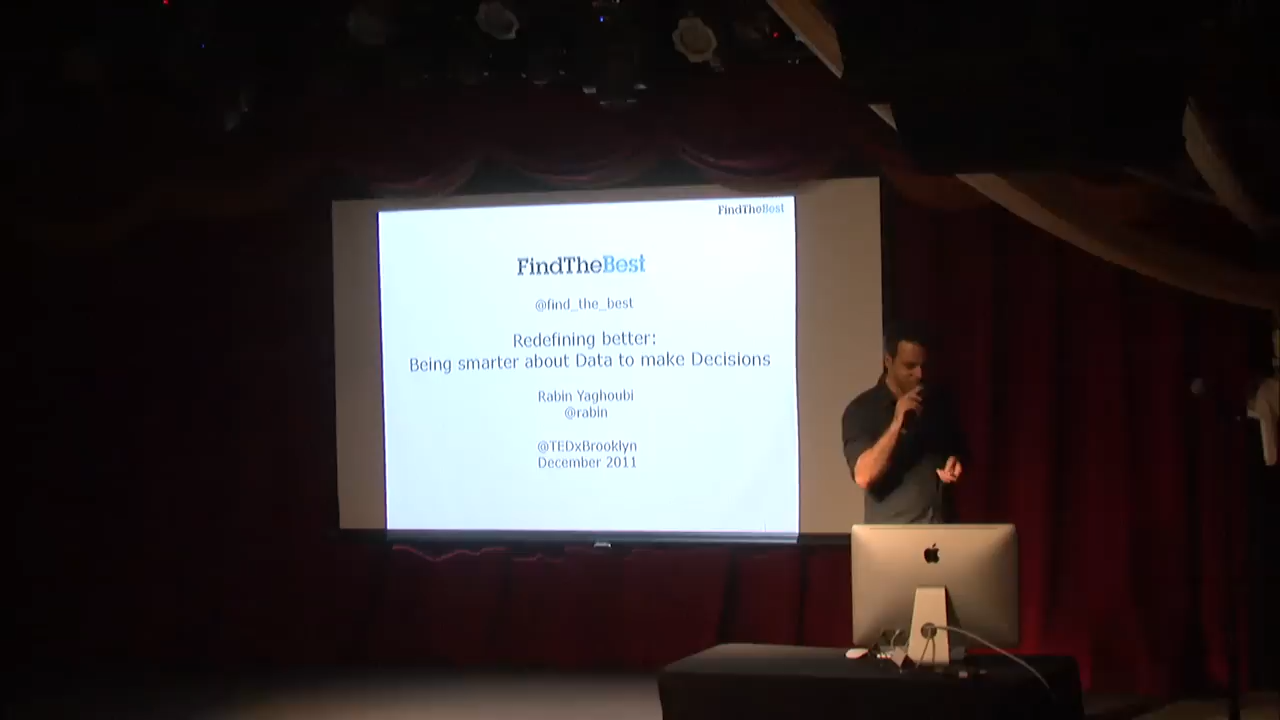 FindTheBest
FindTheBest
@find_the_best
Redefining better:
Being smarter about Data to make Decisions
Rabin Yaghoubi
@rabin
@TEDxBrooklyn
December 2011